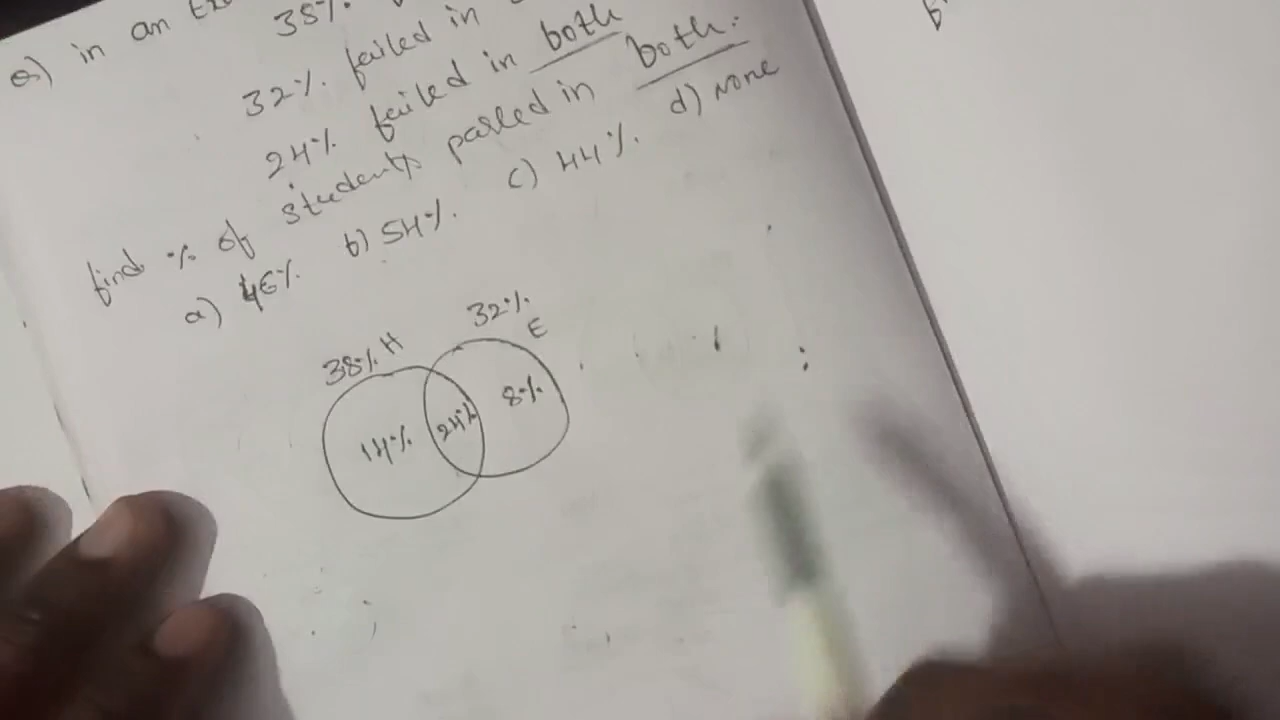 Q) in an
38%.
32% failed in
24% failed in both
find % of students passed in both.
a) 46% b) 54%. c) 44%. d) None
38% H 32%. E
14% 24% 8%